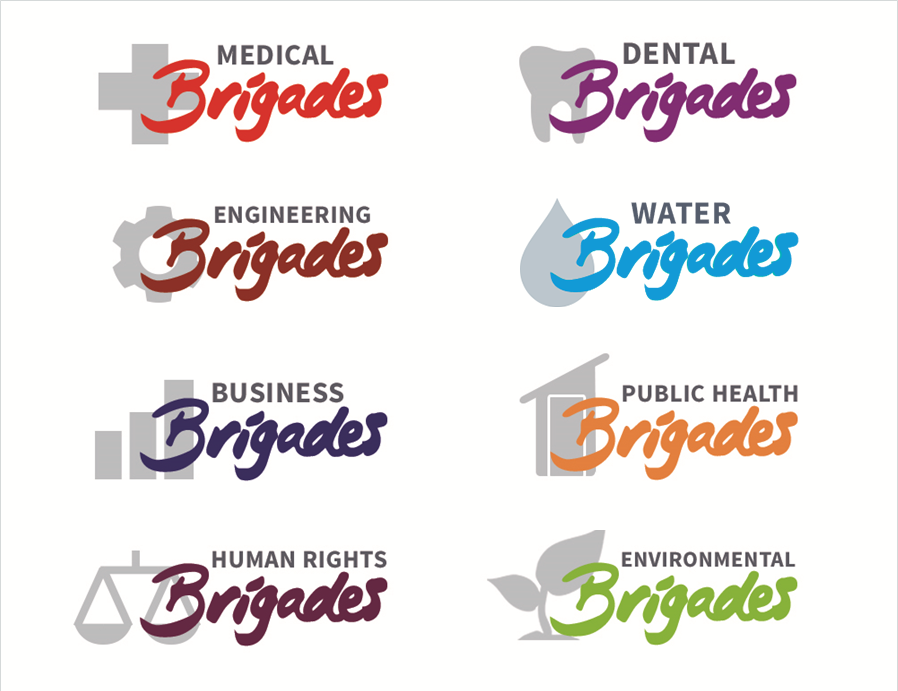 MEDICAL
Brigades
DENTAL
Brigades
ENGINEERING
Brigades
WATER
Brigades
BUSINESS
Brigades
PUBLIC HEALTH
Brigades
HUMAN RIGHTS
Brigades
ENVIRONMENTAL
Brigades